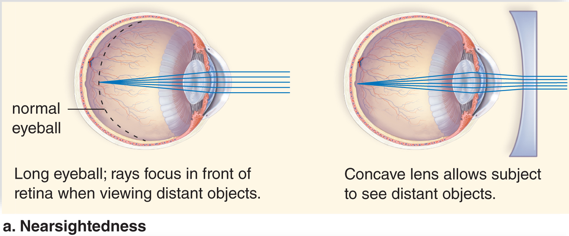 normal
eyeball
Long eyeball; rays focus in front of
retina when viewing distant objects.
Concave lens allows subject
to see distant objects.
a. Nearsightedness